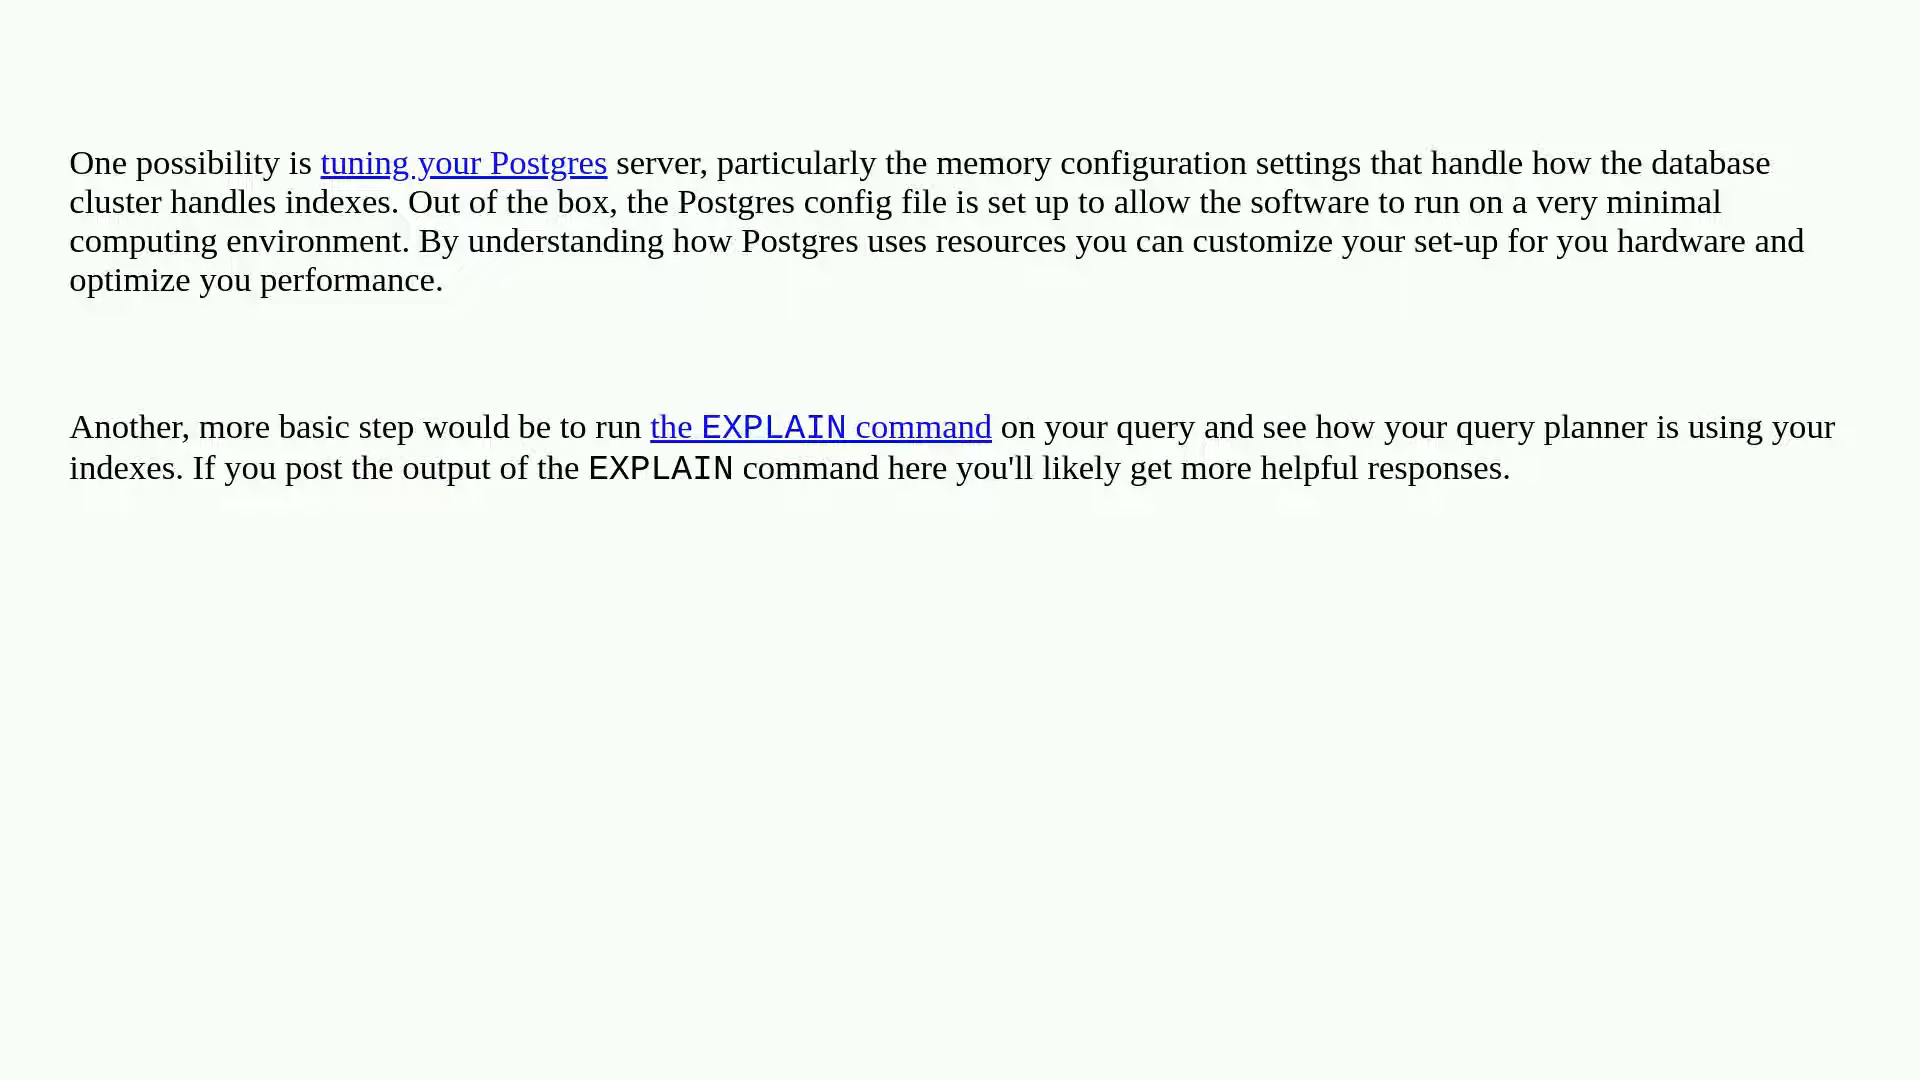 One possibility is tuning your Postgres server, particularly the memory configuration settings that handle how the database
cluster handles indexes. Out of the box, the Postgres config file is set up to allow the software to run on a very minimal
computing environment. By understanding how Postgres uses resources you can customize your set-up for you hardware and
optimize you performance.
Another, more basic step would be to run the EXPLAIN command on your query and see how your query planner is using your
indexes. If you post the output of the EXPLAIN command here you'll likely get more helpful responses.